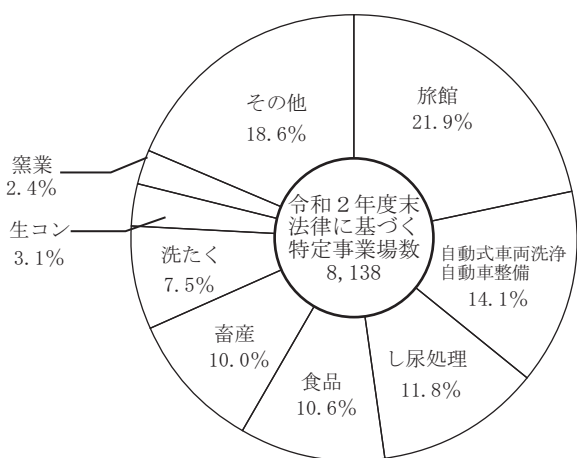 令和２年度末
法律に基づく
特定事業場数
8,138
旅館
21.9%
自動式車両洗浄
自動車整備
14.1%
し尿処理
11.8%
食品
10.6%
畜産
10.0%
洗たく
7.5%
生コン
3.1%
窯業
2.4%
その他
18.6%